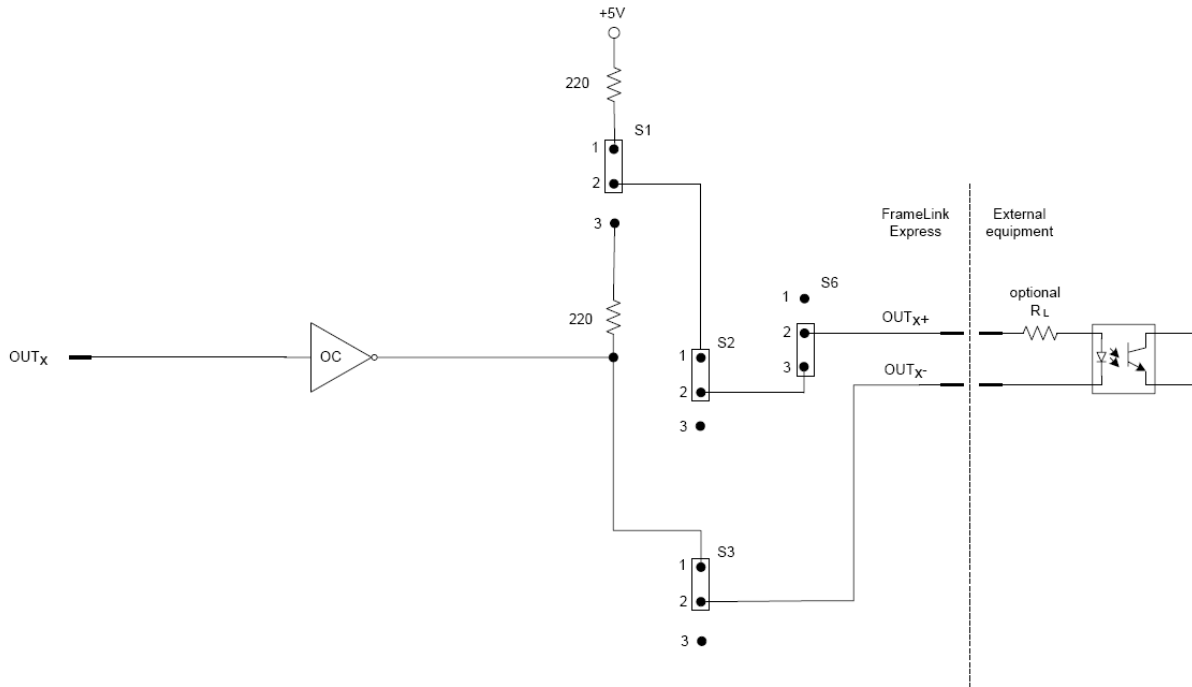 +5V
220
S1
1
2
3
FrameLink
Express
External
equipment
S6
1
2
3
optional
RL
OUTX+
OUTX-
220
S2
1
2
3
OUTX
OC
S3
1
2
3